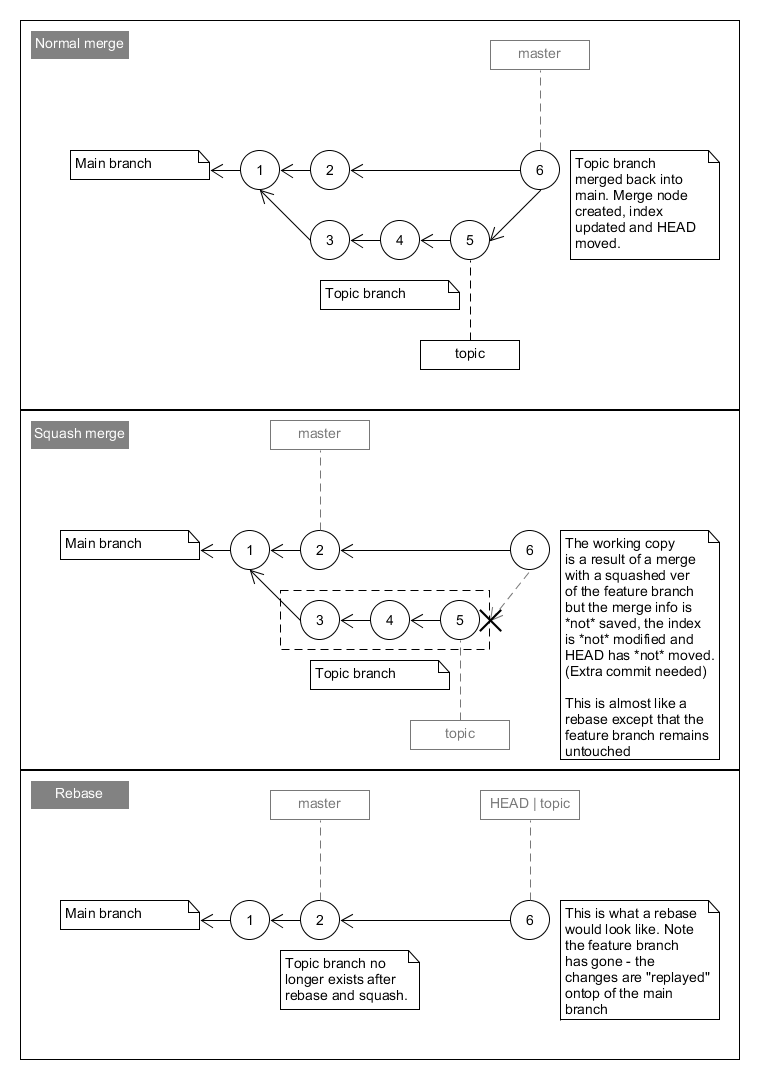 Normal merge
master
Main branch
1
2
6
Topic branch
merged back into
main. Merge node
created, index
updated and HEAD
moved.
3
4
5
Topic branch
topic
Squash merge
master
Main branch
1
2
6
The working copy
is a result of a merge
with a squashed ver
of the feature branch
but the merge info is
*not* saved, the index
is *not* modified and
HEAD has *not* moved.
(Extra commit needed)
This is almost like a
rebase except that the
feature branch remains
untouched
3
4
5
Topic branch
topic
Rebase
master
HEAD | topic
Main branch
1
2
6
This is what a rebase
would look like. Note
the feature branch
has gone - the
changes are "replayed"
ontop of the main
branch
Topic branch no
longer exists after
rebase and squash.